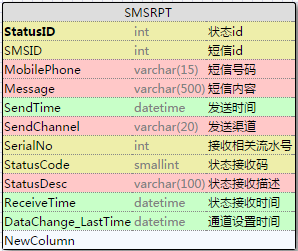 SMSRPT
StatusID int 状态id
SMSID int 短信id
MobilePhone varchar(15) 短信号码
Message varchar(500) 短信内容
SendTime datetime 发送时间
SendChannel varchar(20) 发送渠道
SerialNo int 接收相关流水号
StatusCode smallint 状态接收码
StatusDesc varchar(100) 状态接收描述
ReceiveTime datetime 状态接收时间
DataChange_LastTime datetime 通道设置时间
NewColumn